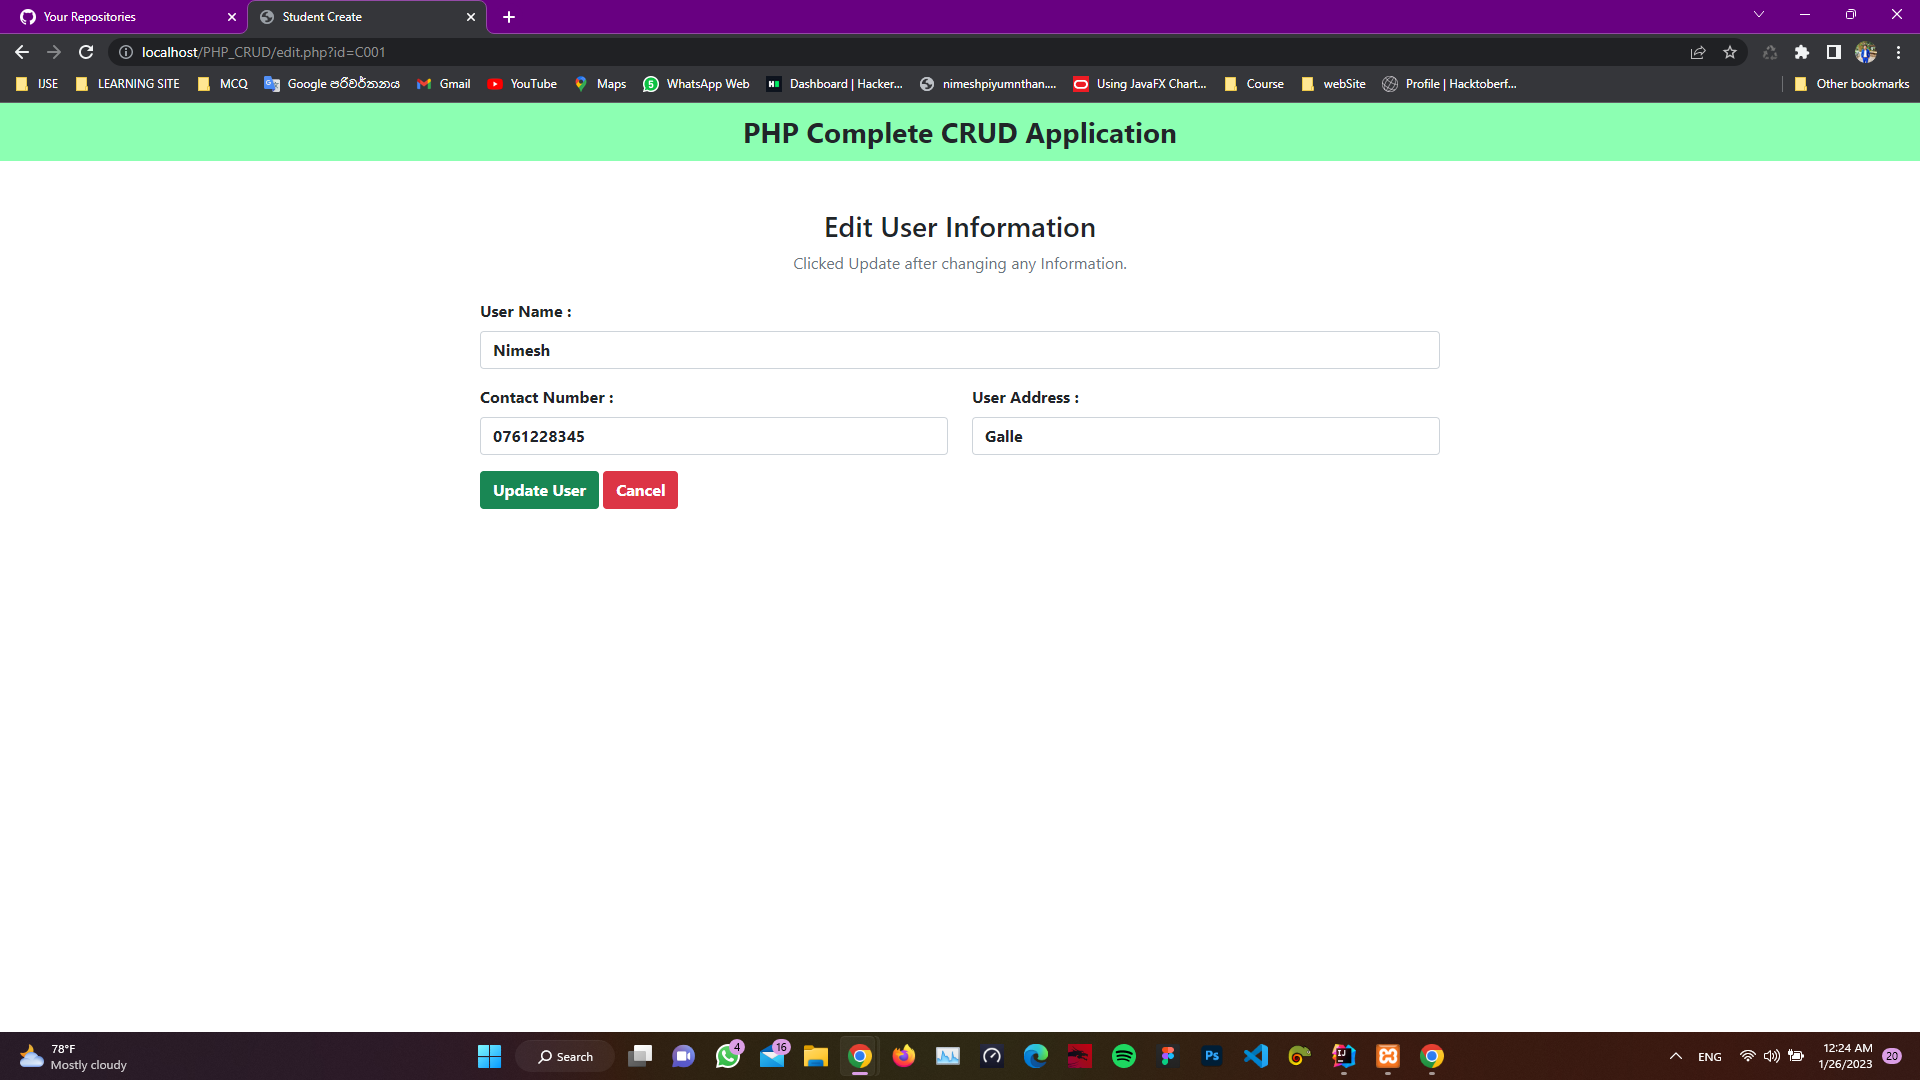 Your Repositories
Student Create
localhost/PHP_CRUD/edit.php?id=C001
IJSE LEARNING SITE MCQ Google පරිවර්තනය Gmail YouTube Maps WhatsApp Web Dashboard | Hacker... nimeshpiyumnthan.... Using JavaFX Chart... Course webSite Profile | Hacktoberf... Other bookmarks
PHP Complete CRUD Application
Edit User Information
Clicked Update after changing any Information.
User Name :
Nimesh
Contact Number : User Address :
0761228345 Galle
Update User Cancel
78°F
Mostly cloudy
Search
4
16
Ps
ENG
12:24 AM
1/26/2023
20